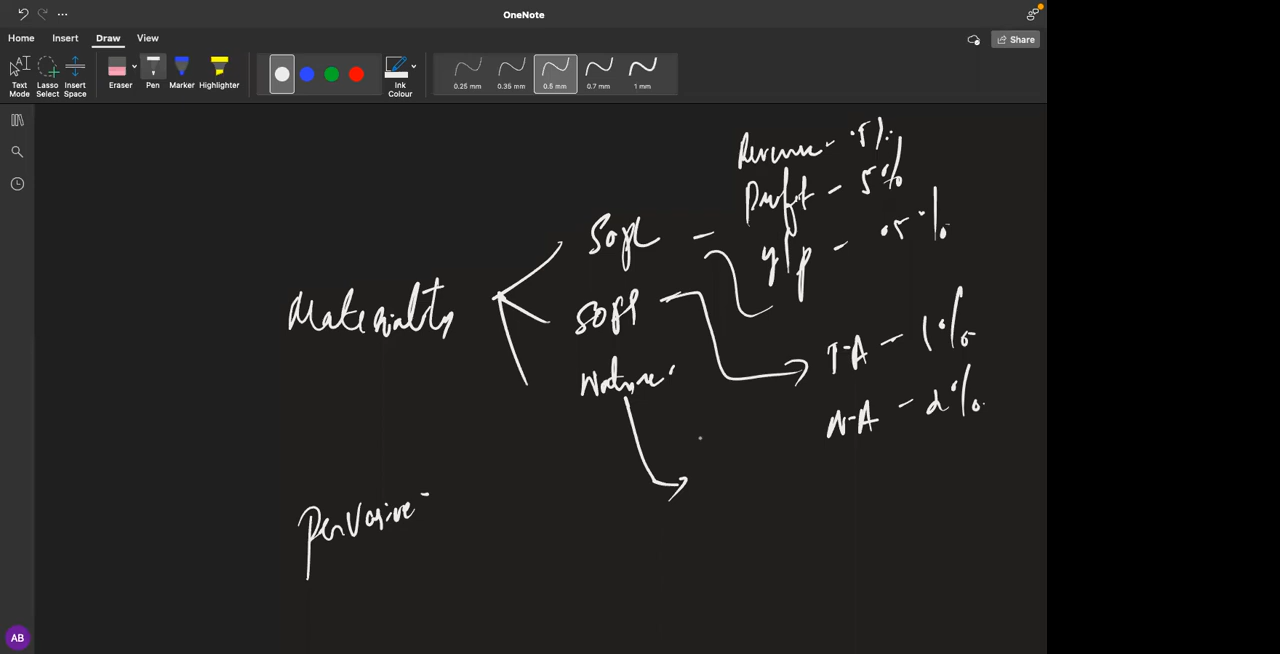 OneNote
Home Insert Draw View
Share
Text Mode
Lasso Select
Insert Space
Eraser
Pen
Marker
Highlighter
Ink Colour
0.25 mm
0.35 mm
0.5 mm
0.7 mm
1 mm
Revenue - .5%
Profit - 5%
SOPL -
g/p - .5%
Materiality
SOFP
T-A - 1%
Nature
N-A - 2%
Pervasive -
AB